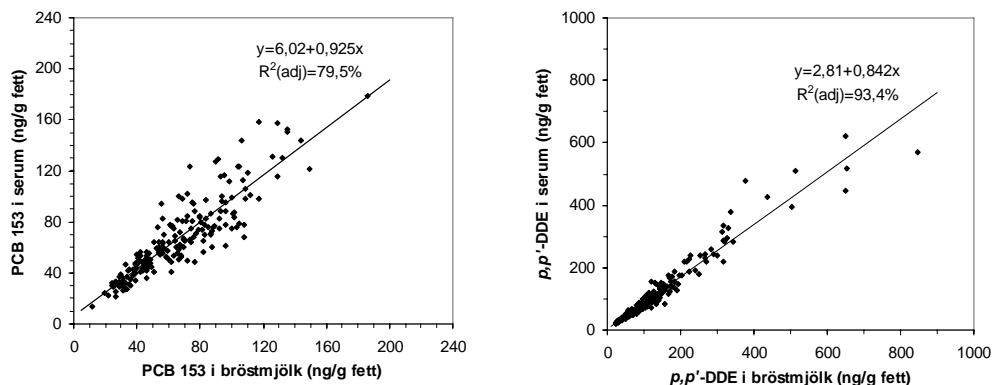 240
200
160
120
80
40
0
PCB 153 i serum (ng/g fett)
y=6,02+0,925x
R²(adj)=79,5%
0 40 80 120 160 200 240
PCB 153 i bröstmjölk (ng/g fett)
1000
800
600
400
200
0
p,p'-DDE i serum (ng/g fett)
y=2,81+0,842x
R²(adj)=93,4%
0 200 400 600 800 1000
p,p'-DDE i bröstmjölk (ng/g fett)